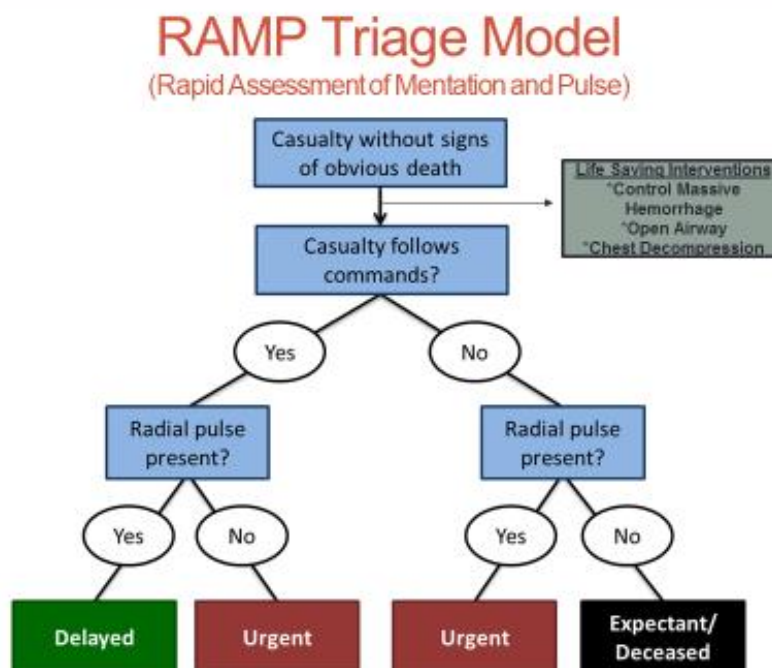 RAMP Triage Model
(Rapid Assessment of Mentation and Pulse)
Casualty without signs
of obvious death
Life Saving Interventions
*Control Massive
Hemorrhage
*Open Airway
*Chest Decompression
Casualty follows
commands?
Yes
No
Radial pulse
present?
Radial pulse
present?
Yes
No
Yes
No
Delayed
Urgent
Urgent
Expectant/
Deceased